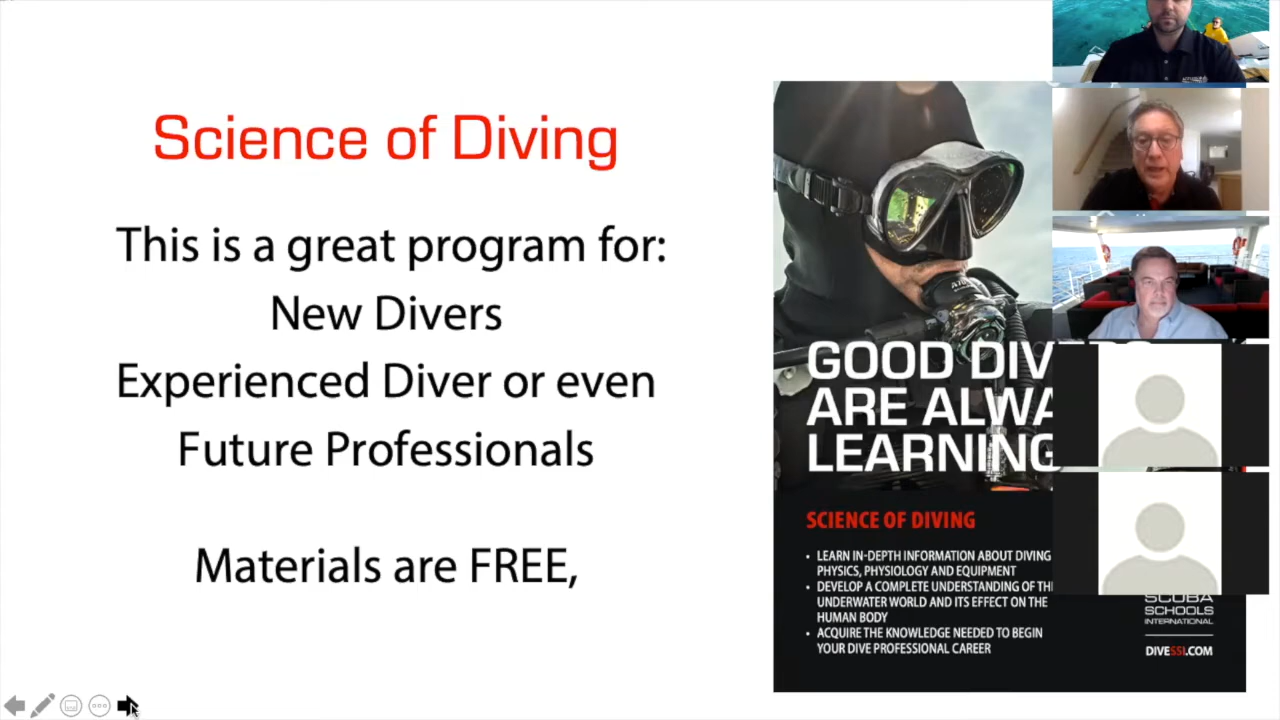 Science of Diving
This is a great program for:
New Divers
Experienced Diver or even
Future Professionals
Materials are FREE,
GOOD DIV
ARE ALWA
LEARNING
SCIENCE OF DIVING
• LEARN IN-DEPTH INFORMATION ABOUT DIVING
PHYSICS, PHYSIOLOGY AND EQUIPMENT
• DEVELOP A COMPLETE UNDERSTANDING OF TH
UNDERWATER WORLD AND ITS EFFECT ON THE
HUMAN BODY
• ACQUIRE THE KNOWLEDGE NEEDED TO BEGIN
YOUR DIVE PROFESSIONAL CAREER
SCUBA
SCHOOLS
INTERNATIONAL
DIVESSI.COM